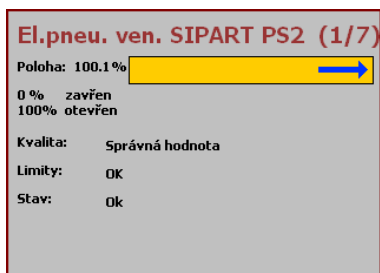 El.pneu. ven. SIPART PS2 (1/7)
Poloha: 100.1%
0 % zavřen
100% otevřen
Kvalita: Správná hodnota
Limity: OK
Stav: Ok